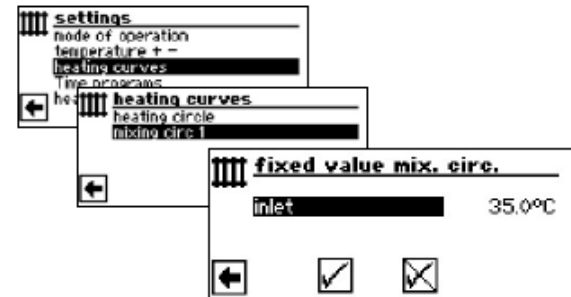 settings
mode of operation
temperature + −
heating curves
Time programs
hea
heating curves
heating circle
mixing circ 1
fixed value mix. circ.
inlet 35.0°C